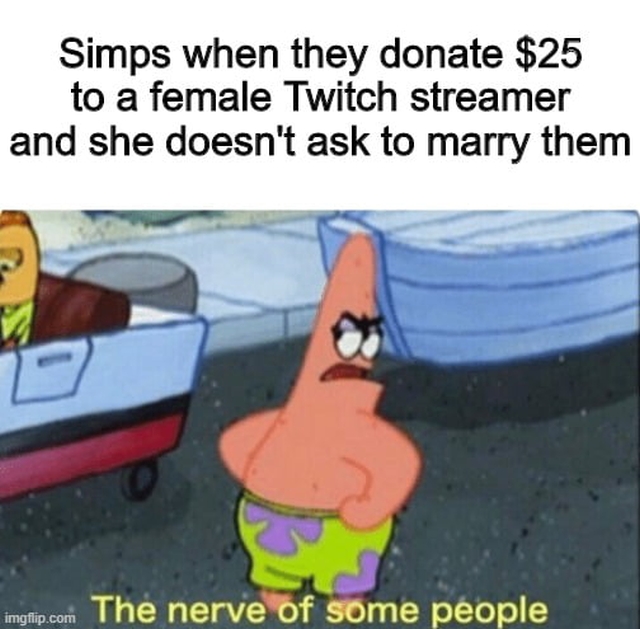 Simps when they donate $25
to a female Twitch streamer
and she doesn't ask to marry them
The nerve of some people
imgflip.com